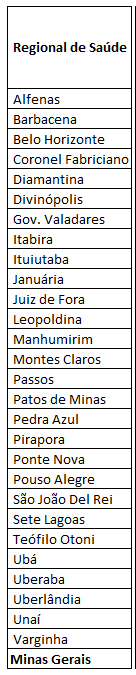 Regional de Saúde
Alfenas
Barbacena
Belo Horizonte
Coronel Fabriciano
Diamantina
Divinópolis
Gov. Valadares
Itabira
Ituiutaba
Januária
Juiz de Fora
Leopoldina
Manhumirim
Montes Claros
Passos
Patos de Minas
Pedra Azul
Pirapora
Ponte Nova
Pouso Alegre
São João Del Rei
Sete Lagoas
Teófilo Otoni
Ubá
Uberaba
Uberlândia
Unaí
Varginha
Minas Gerais